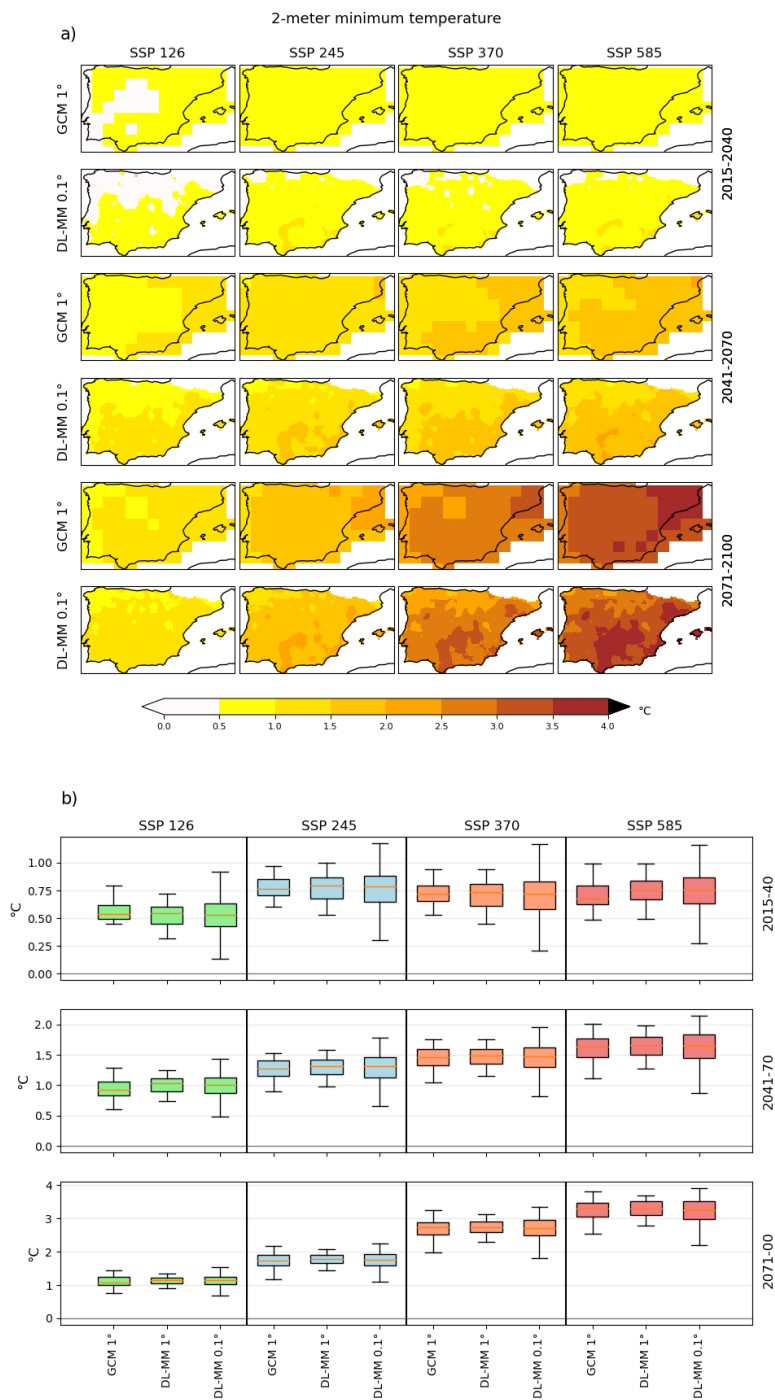 2-meter minimum temperature
a)
SSP 126 SSP 245 SSP 370 SSP 585
GCM 1°
DL-MM 0.1°
2015-2040
GCM 1°
DL-MM 0.1°
2041-2070
GCM 1°
DL-MM 0.1°
2071-2100
0.0 0.5 1.0 1.5 2.0 2.5 3.0 3.5 4.0 °C
b)
SSP 126 SSP 245 SSP 370 SSP 585
1.00
0.75
0.50
0.25
0.00
°C
2015-40
2.0
1.5
1.0
0.5
0.0
°C
2041-70
4
3
2
1
0
°C
2071-00
GCM 1° DL-MM 1° DL-MM 0.1° GCM 1° DL-MM 1° DL-MM 0.1° GCM 1° DL-MM 1° DL-MM 0.1° GCM 1° DL-MM 1° DL-MM 0.1°